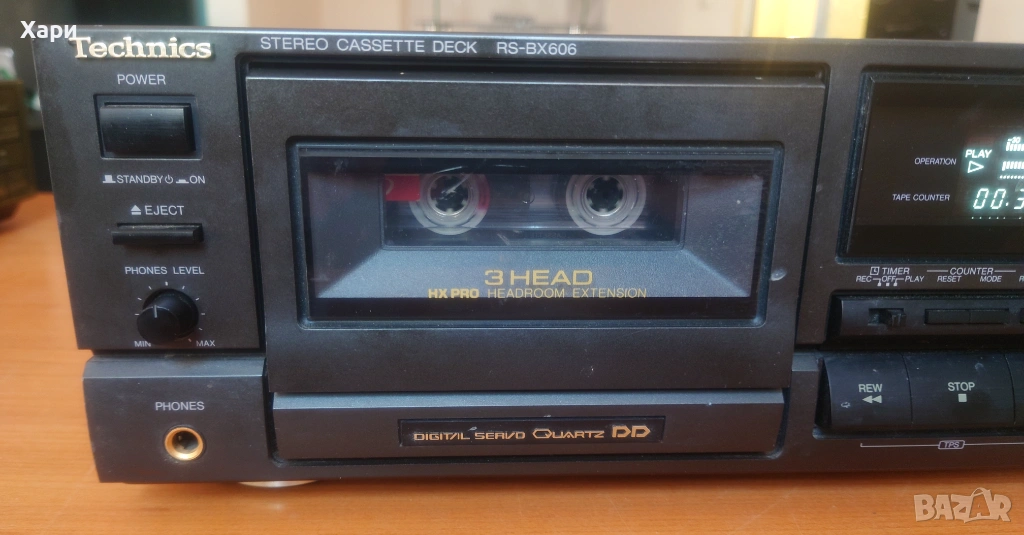 Хари
Technics
STEREO CASSETTE DECK RS-BX606
POWER
STANDBY ⏻ ON
⏏ EJECT
PHONES LEVEL
MIN MAX
PHONES
3 HEAD
HX PRO HEADROOM EXTENSION
DIGITAL SERVO QUARTZ DD
OPERATION PLAY ▷
TAPE COUNTER
TIMER
REC OFF PLAY
COUNTER
RESET MODE
REW ◀◀
STOP ■
TPS
BAZAR